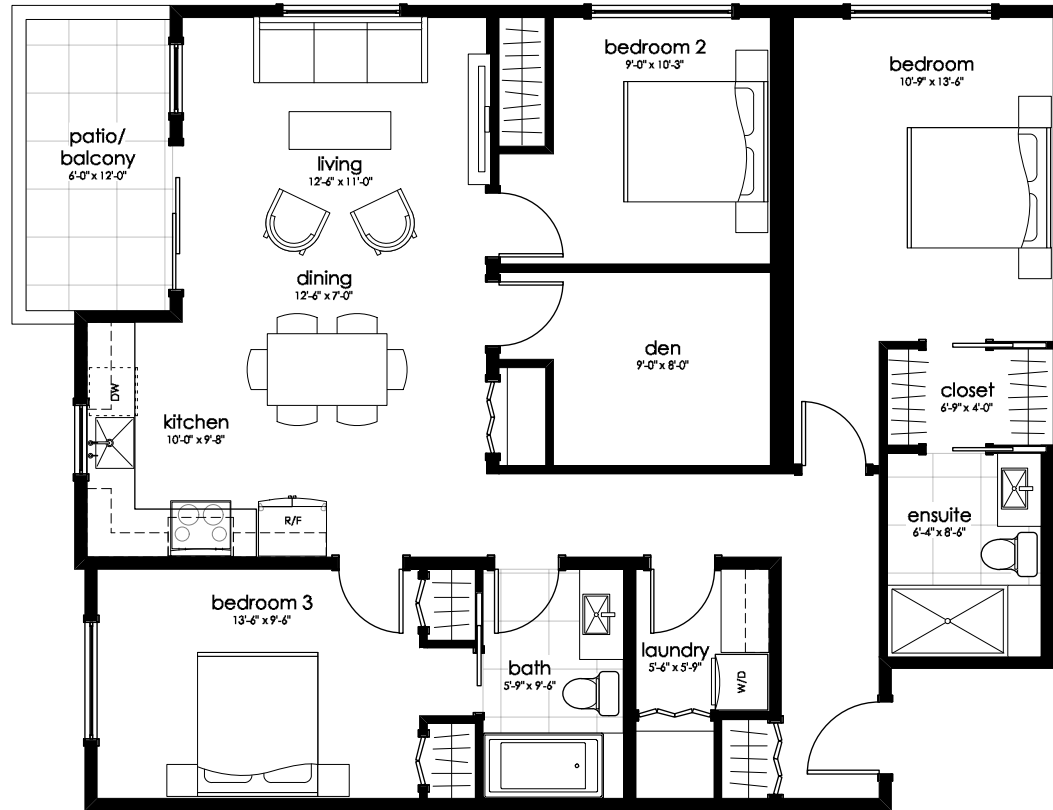 bedroom 2
9'-0" x 10'-3"
bedroom
10'-9" x 13'-6"
patio/
balcony
6'-0" x 12'-0"
living
12'-6" x 11'-0"
dining
12'-6" x 7'-0"
den
9'-0" x 8'-0"
closet
6'-9" x 4'-0"
DW
kitchen
10'-0" x 9'-8"
R/F
ensuite
6'-4" x 8'-6"
bedroom 3
13'-6" x 9'-6"
bath
5'-9" x 9'-6"
laundry
5'-6" x 5'-9"
W/D